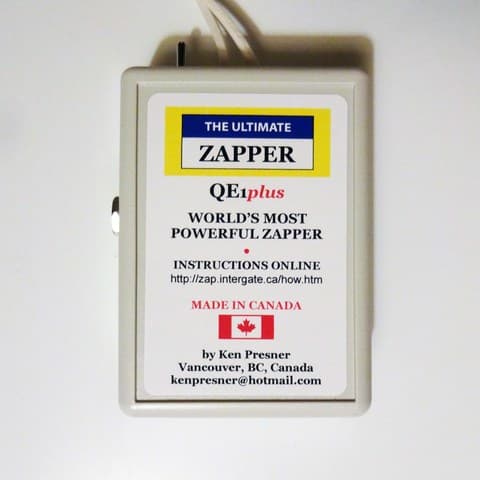 THE ULTIMATE
ZAPPER
QE1plus
WORLD'S MOST
POWERFUL ZAPPER
•
INSTRUCTIONS ONLINE
http://zap.intergate.ca/how.htm
MADE IN CANADA
by Ken Presner
Vancouver, BC, Canada
kenpresner@hotmail.com